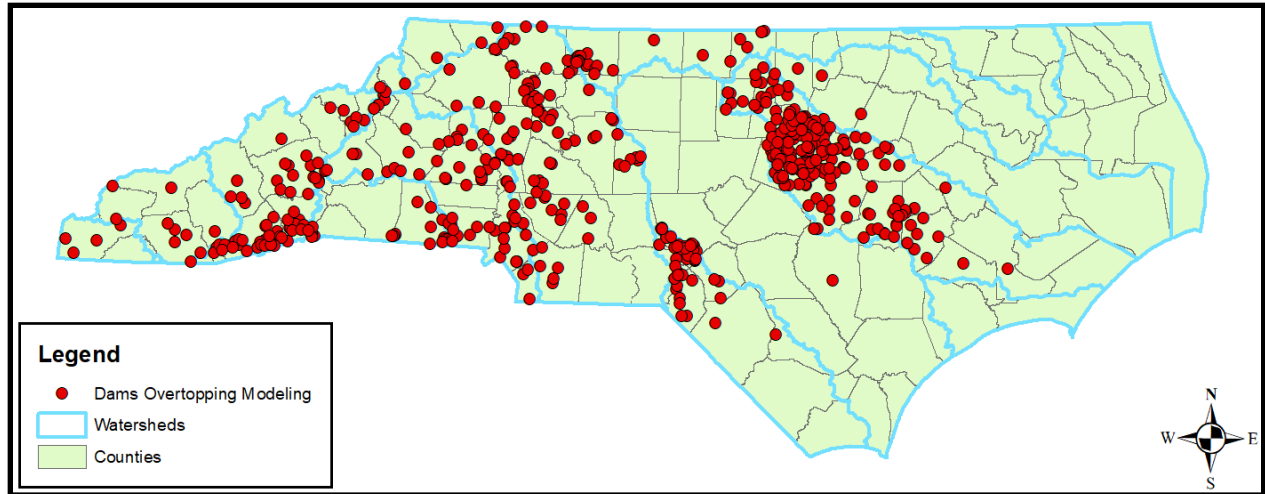 Legend
Dams Overtopping Modeling
Watersheds
Counties
N
W E
S